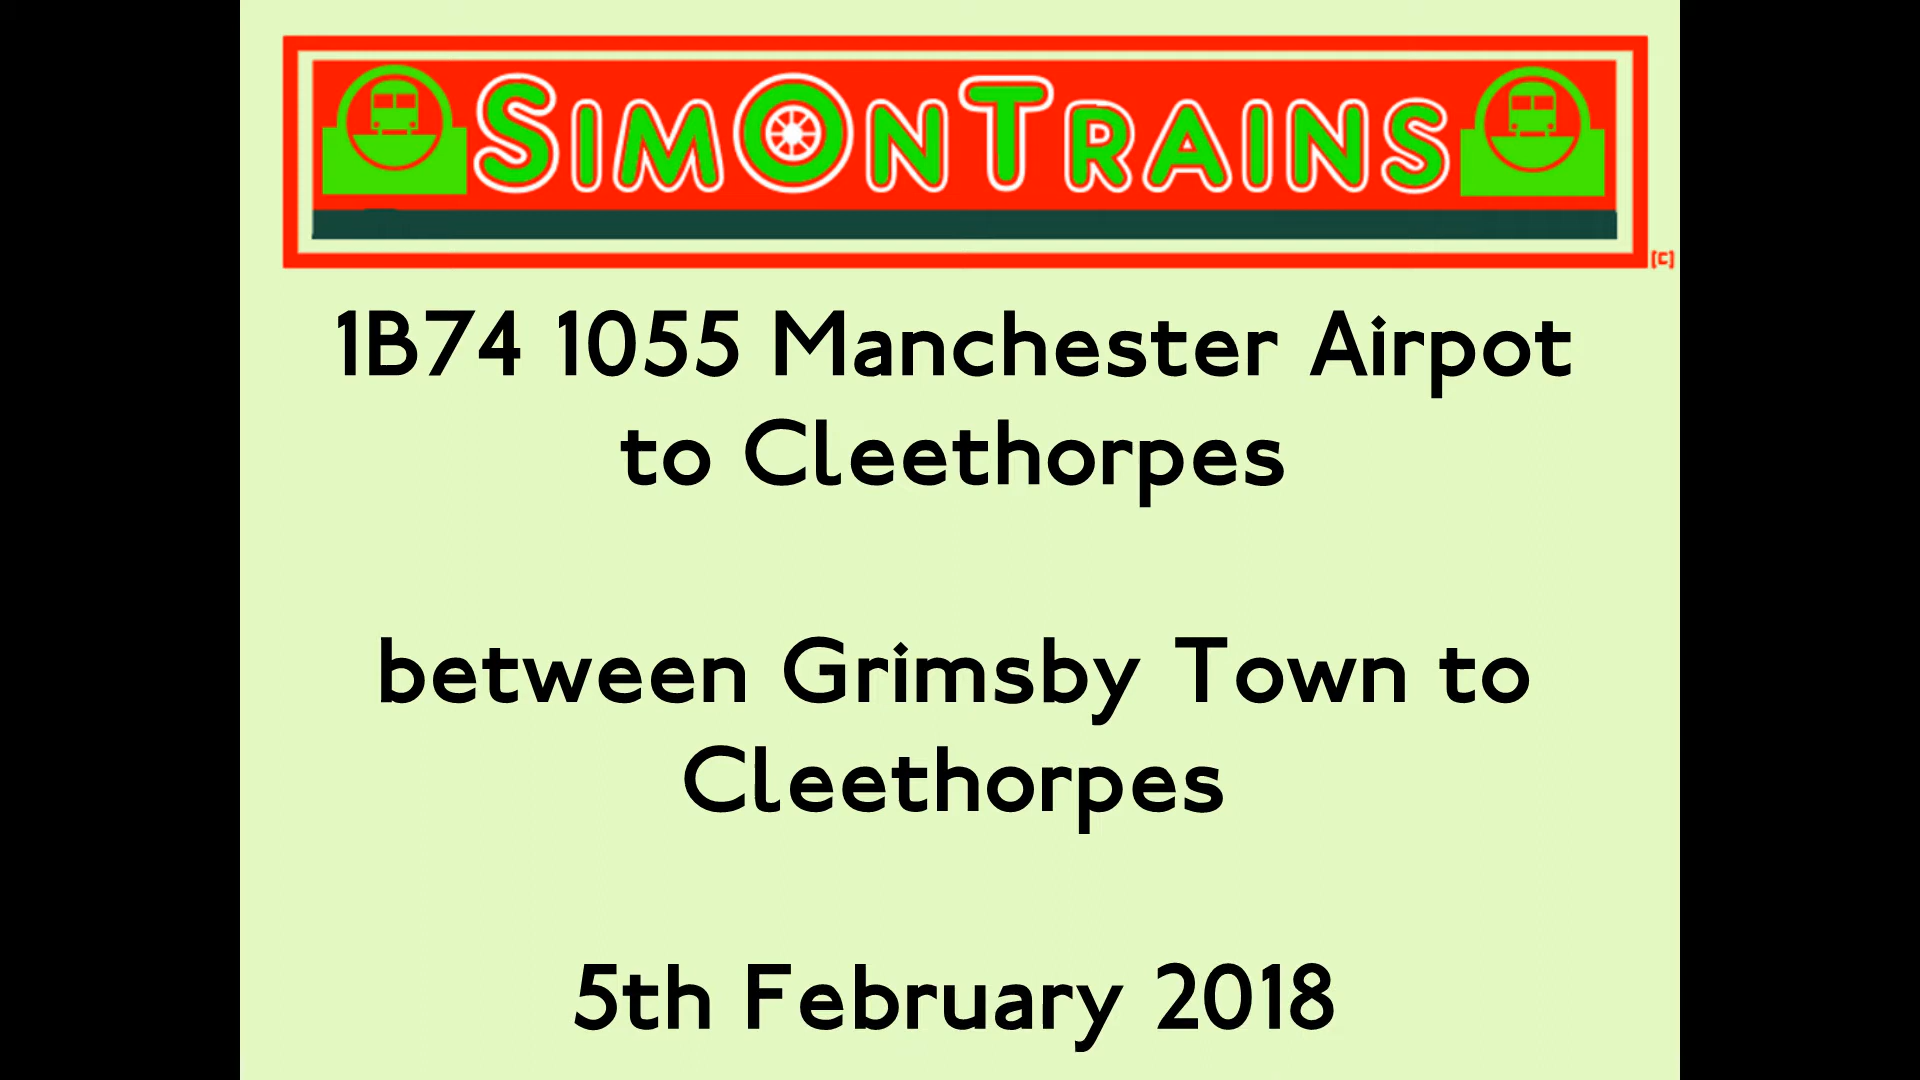 SIMONTRAINS
[c]
1B74 1055 Manchester Airpot
to Cleethorpes
between Grimsby Town to
Cleethorpes
5th February 2018